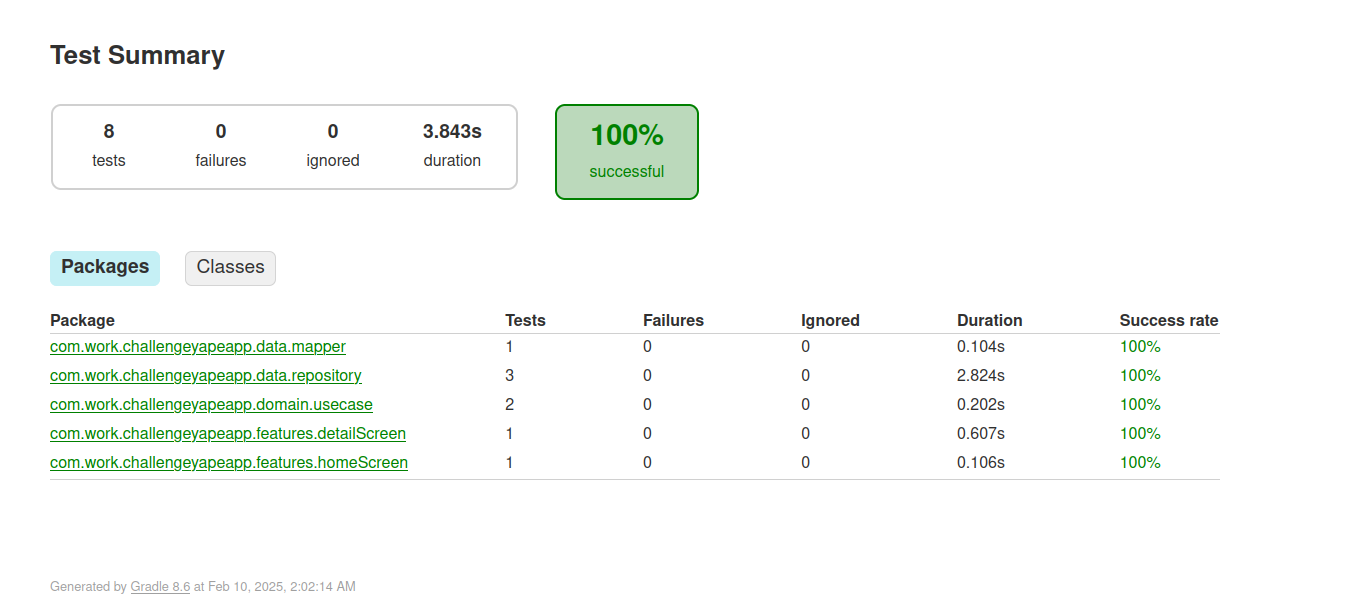 Test Summary
8 0 0 3.843s
tests failures ignored duration
100%
successful
Packages Classes
Package Tests Failures Ignored Duration Success rate
com.work.challengeyapeapp.data.mapper 1 0 0 0.104s 100%
com.work.challengeyapeapp.data.repository 3 0 0 2.824s 100%
com.work.challengeyapeapp.domain.usecase 2 0 0 0.202s 100%
com.work.challengeyapeapp.features.detailScreen 1 0 0 0.607s 100%
com.work.challengeyapeapp.features.homeScreen 1 0 0 0.106s 100%
Generated by Gradle 8.6 at Feb 10, 2025, 2:02:14 AM